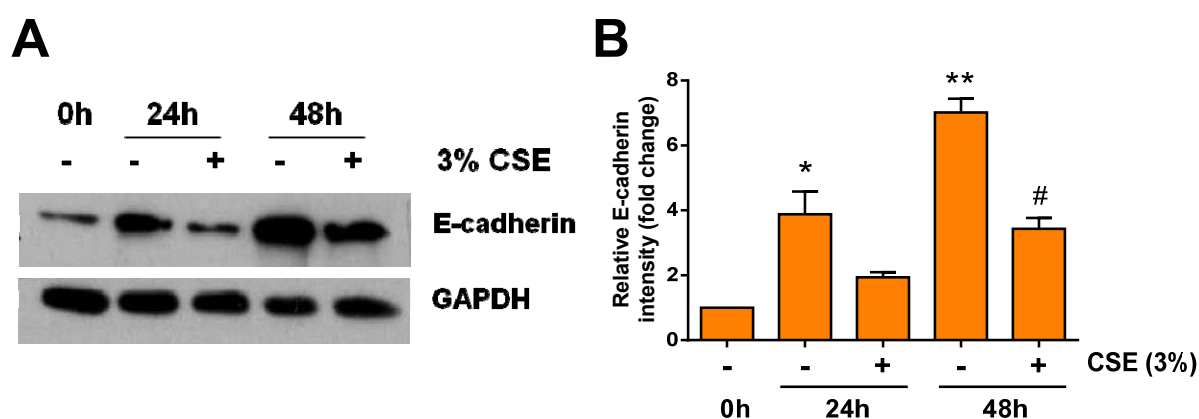 A
0h 24h 48h
- - + - + 3% CSE
E-cadherin
GAPDH
B
Relative E-cadherin
intensity (fold change)
8
6
4
2
0
* ** #
- - + - + CSE (3%)
0h 24h 48h